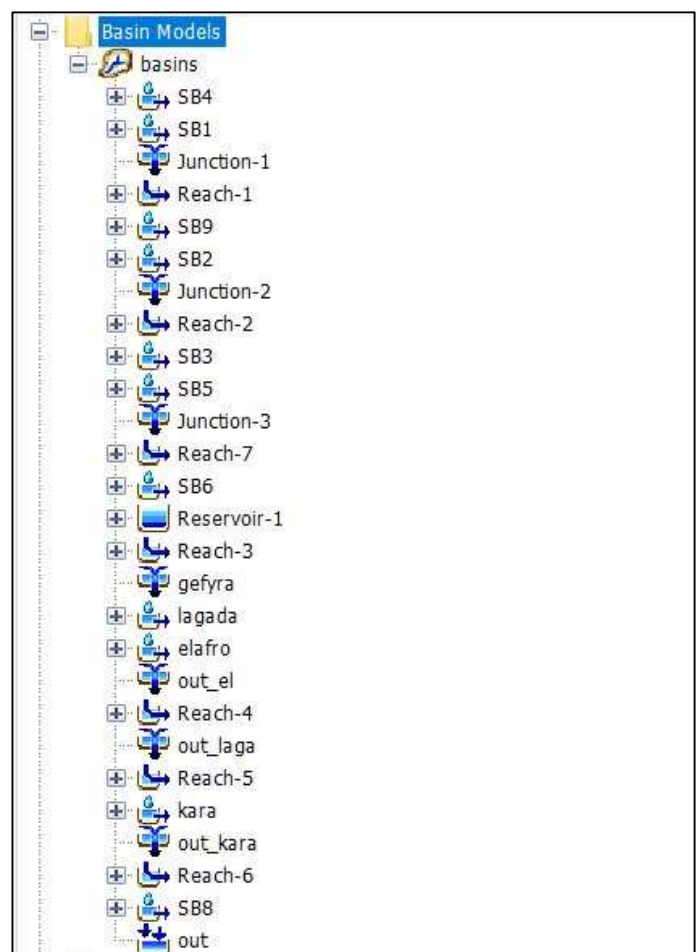 Basin Models
basins
SB4
SB1
Junction-1
Reach-1
SB9
SB2
Junction-2
Reach-2
SB3
SB5
Junction-3
Reach-7
SB6
Reservoir-1
Reach-3
gefyra
lagada
elafro
out_el
Reach-4
out_laga
Reach-5
kara
out_kara
Reach-6
SB8
out